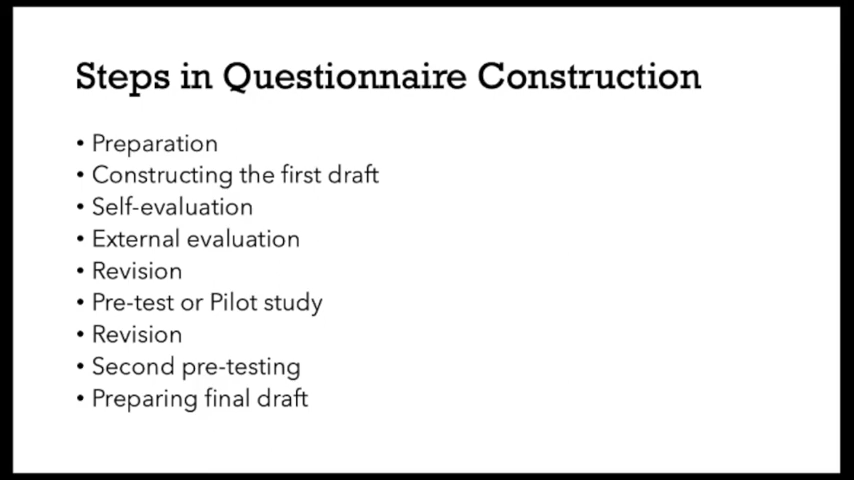 Steps in Questionnaire Construction
• Preparation
• Constructing the first draft
• Self-evaluation
• External evaluation
• Revision
• Pre-test or Pilot study
• Revision
• Second pre-testing
• Preparing final draft